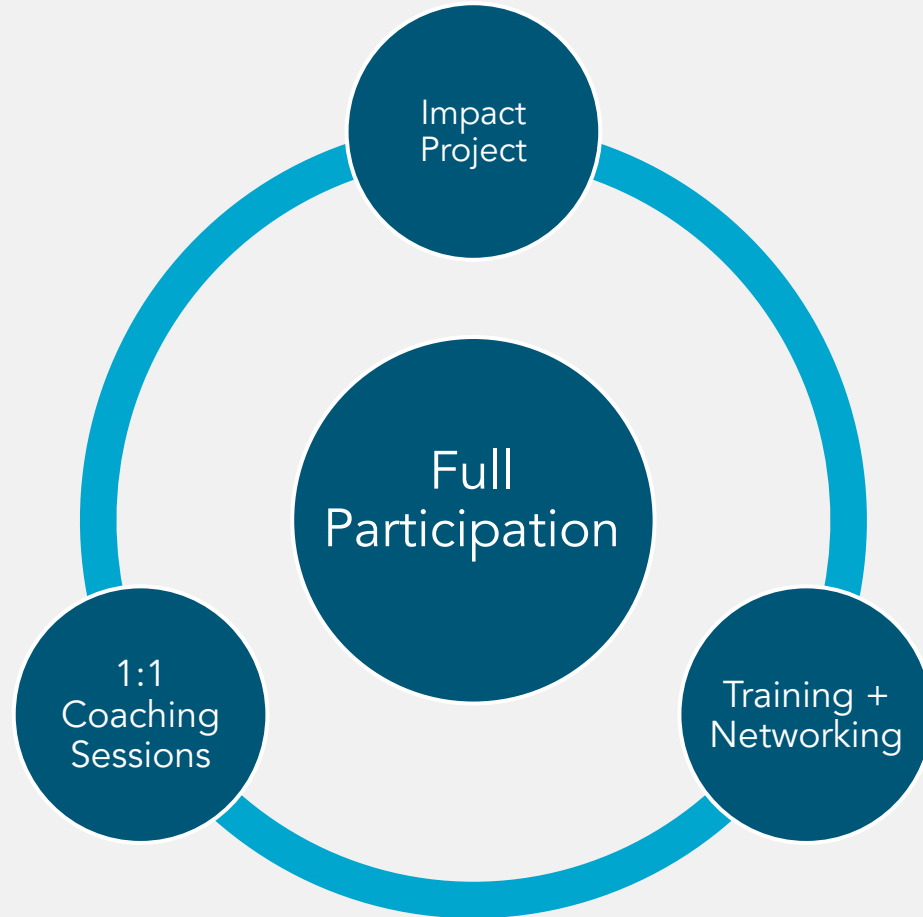 Impact
Project
Full
Participation
1:1
Coaching
Sessions
Training +
Networking